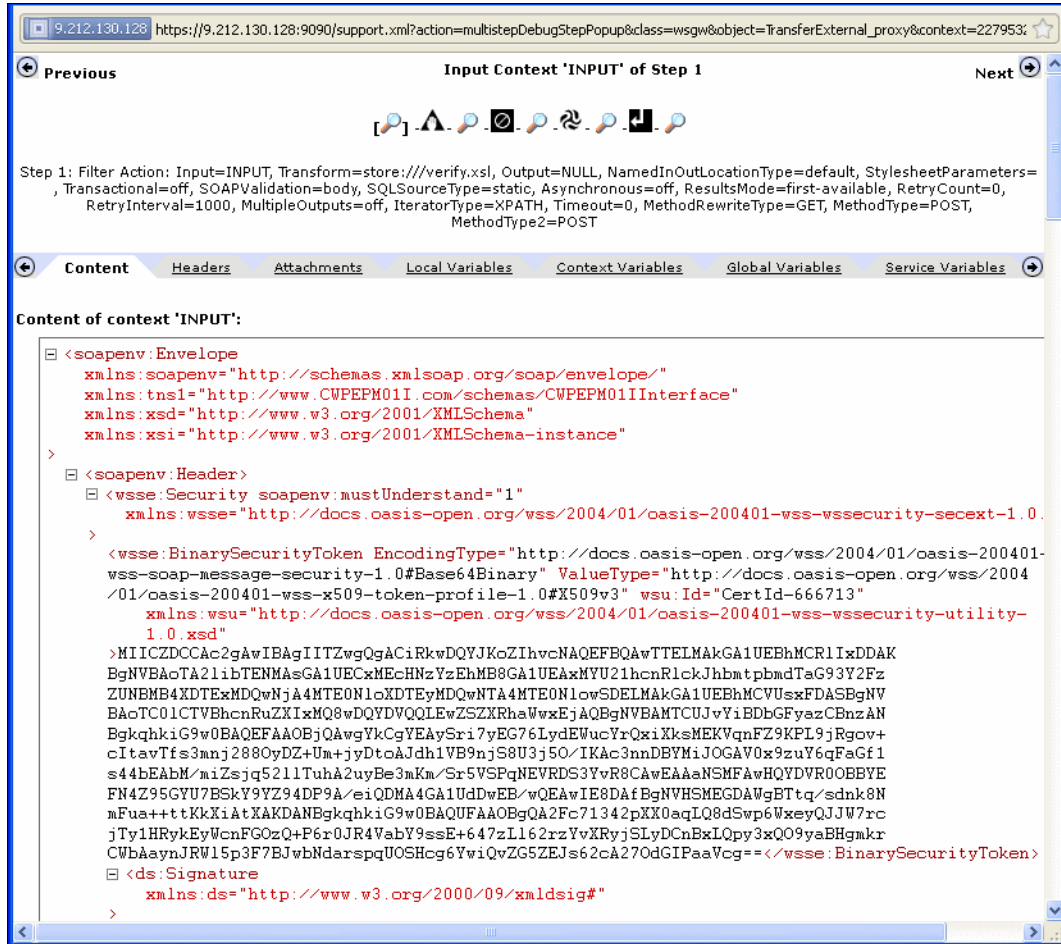 9.212.130.128 https://9.212.130.128:9090/support.xml?action=multistepDebugStepPopup&class=wsgw&object=TransferExternal_proxy&context=227953
Previous Input Context 'INPUT' of Step 1 Next
[ ] - - - - - - -
Step 1: Filter Action: Input=INPUT, Transform=store:///verify.xsl, Output=NULL, NamedInOutLocationType=default, StylesheetParameters=
, Transactional=off, SOAPValidation=body, SQLSourceType=static, Asynchronous=off, ResultsMode=first-available, RetryCount=0,
RetryInterval=1000, MultipleOutputs=off, IteratorType=XPATH, Timeout=0, MethodRewriteType=GET, MethodType=POST,
MethodType2=POST
Content Headers Attachments Local Variables Context Variables Global Variables Service Variables
Content of context 'INPUT':
<soapenv:Envelope
xmlns:soapenv="http://schemas.xmlsoap.org/soap/envelope/"
xmlns:tns1="http://www.CWPEPM01I.com/schemas/CWPEPM01IInterface"
xmlns:xsd="http://www.w3.org/2001/XMLSchema"
xmlns:xsi="http://www.w3.org/2001/XMLSchema-instance"
>
<soapenv:Header>
<wsse:Security soapenv:mustUnderstand="1"
xmlns:wsse="http://docs.oasis-open.org/wss/2004/01/oasis-200401-wss-wssecurity-secext-1.0.
>
<wsse:BinarySecurityToken EncodingType="http://docs.oasis-open.org/wss/2004/01/oasis-200401-
wss-soap-message-security-1.0#Base64Binary" ValueType="http://docs.oasis-open.org/wss/2004
/01/oasis-200401-wss-x509-token-profile-1.0#X509v3" wsu:Id="CertId-666713"
xmlns:wsu="http://docs.oasis-open.org/wss/2004/01/oasis-200401-wss-wssecurity-utility-
1.0.xsd"
>MIICZDCCAc2gAwIBAgIITZwgQgACiRkwDQYJKoZIhvcNAQEFBQAwTTELMAkGA1UEBhMCR1IxDDAK
BgNVBAoTA2libTENMAsGA1UECxMEcHNzYzEhMB8GA1UEAxMYU21hcnRlckJhbmtpbmdTaG93Y2Fz
ZUNBMB4XDTExMDQwNjA4MTE0N1oXDTEyMDQwNTA4MTE0N1owSDELMAkGA1UEBhMCVUsxFDASBgNV
BAoTC01CTVBhcnRuZXIxMQ8wDQYDVQQLEwZSZXRhaWwxEjAQBgNVBAMTCUJvYiBDbGFyazCBnzAN
BgkqhkiG9w0BAQEFAAOBjQAwgYkCgYEAySri7yEG76LydEWucYrQxiXksMEKVqnFZ9KPL9jRgov+
cItavTfs3mnj288OyDZ+Um+jyDtoAJdh1VB9njS8U3j5O/IKAc3nnDBYMiJOGAV0x9zuY6qFaGf1
s44bEAbM/miZsjq52l1TuhA2uyBe3mKm/Sr5VSPqNEVRDS3YvR8CAwEAAaNSMFAwHQYDVR0OBBYE
FN4Z95GYU7BSkY9YZ94DP9A/eiQDMA4GA1UdDwEB/wQEAwIE8DAfBgNVHSMEGDAWgBTtq/sdnk8N
mFua++ttKkXiAtXAKDANBgkqhkiG9w0BAQUFAAOBgQA2Fc71342pXX0aqLQ8dSwp6WxeyQJJW7rc
jTy1HRykEyWcnFGOzQ+P6r0JR4VabY9ssE+647zL162rzYvXRyjSLyDCnBxLQpy3xQO9yaBHgmkr
CWbAaynJRWl5p3F7BJwbNdarspqUOSHcg6YwiQvZG5ZEJs62cA27OdGIPaaVcg==</wsse:BinarySecurityToken>
<ds:Signature
xmlns:ds="http://www.w3.org/2000/09/xmldsig#"
>